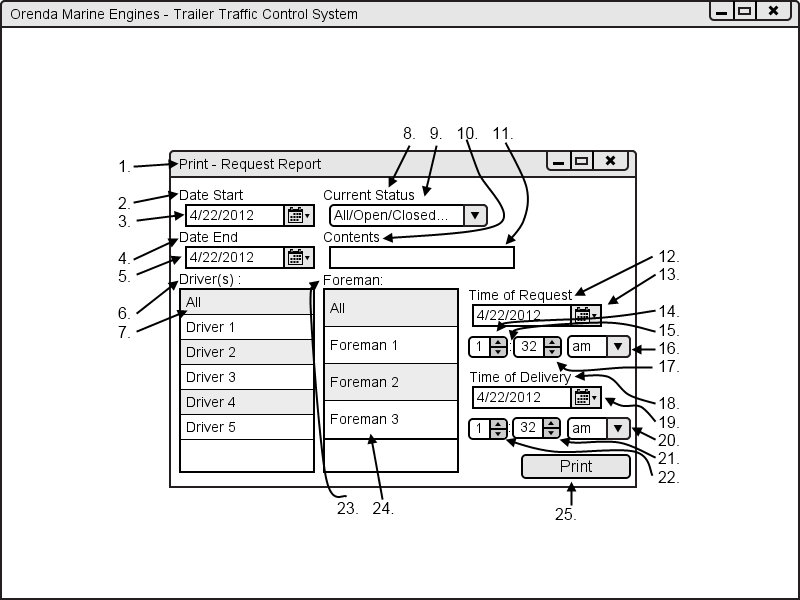 Orenda Marine Engines - Trailer Traffic Control System
8. 9. 10. 11.
1. Print - Request Report
2. Date Start Current Status
3. 4/22/2012 All/Open/Closed...
4. Date End Contents
5. 4/22/2012
6. Driver(s) : Foreman:
7. All
Driver 1
Driver 2
Driver 3
Driver 4
Driver 5
All
Foreman 1
Foreman 2
Foreman 3
Time of Request 12.
4/22/2012 13.
14.
15.
1 : 32 am 16.
17.
Time of Delivery 18.
4/22/2012 19.
1 : 32 am 20.
21.
22.
Print
23. 24. 25.